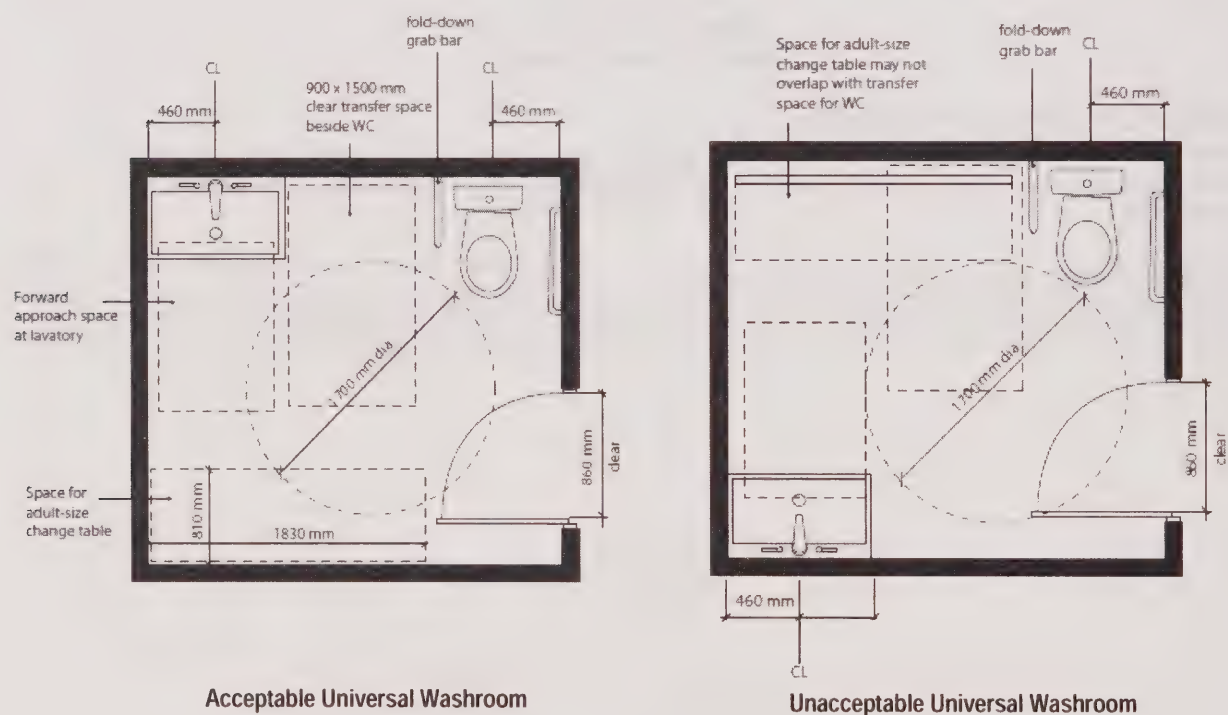 fold-down
grab bar
CL
900 x 1500 mm
clear transfer space
beside WC
CL
460 mm
460 mm
Forward
approach space
at lavatory
1700 mm dia
860 mm
clear
Space for
adult-size
change table
810 mm
1830 mm
Acceptable Universal Washroom
Space for adult-size
change table may not
overlap with transfer
space for WC
fold-down
grab bar
CL
460 mm
1700 mm dia
860 mm
clear
460 mm
CL
Unacceptable Universal Washroom